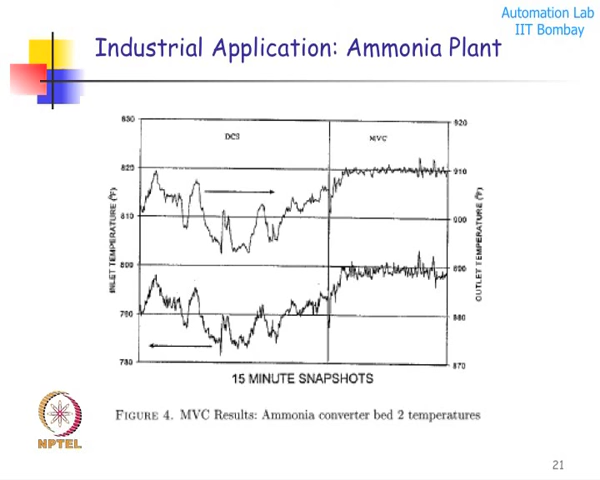 Automation Lab
IIT Bombay
Industrial Application: Ammonia Plant
830
820
810
800
790
780
INLET TEMPERATURE (°F)
DCS
MVC
920
910
900
890
880
870
OUTLET TEMPERATURE (°F)
15 MINUTE SNAPSHOTS
FIGURE 4. MVC Results: Ammonia converter bed 2 temperatures
NPTEL
21